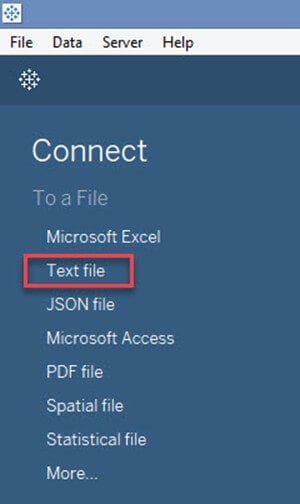 File Data Server Help
Connect
To a File
Microsoft Excel
Text file
JSON file
Microsoft Access
PDF file
Spatial file
Statistical file
More...